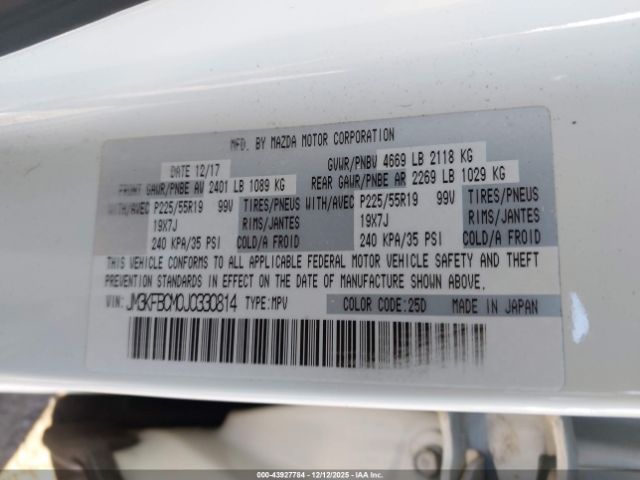 MFD. BY MAZDA MOTOR CORPORATION
DATE 12/17 GVWR/PNBV 4669 LB 2118 KG
FRONT GAWR/PNBE AV 2401 LB 1089 KG REAR GAWR/PNBE AR 2269 LB 1029 KG
WITH/AVEC P225/55R19 99V TIRES/PNEUS WITH/AVEC P225/55R19 99V TIRES/PNEUS
19X7J RIMS/JANTES 19X7J RIMS/JANTES
240 KPA/35 PSI COLD/A FROID 240 KPA/35 PSI COLD/A FROID
THIS VEHICLE CONFORMS TO ALL APPLICABLE FEDERAL MOTOR VEHICLE SAFETY AND THEFT
PREVENTION STANDARDS IN EFFECT ON THE DATE OF MANUFACTURE SHOWN ABOVE.
VIN: JM3KFBCM0J0330814 TYPE:MPV COLOR CODE:25D MADE IN JAPAN
000-43927784 - 12/12/2025 - IAA Inc.